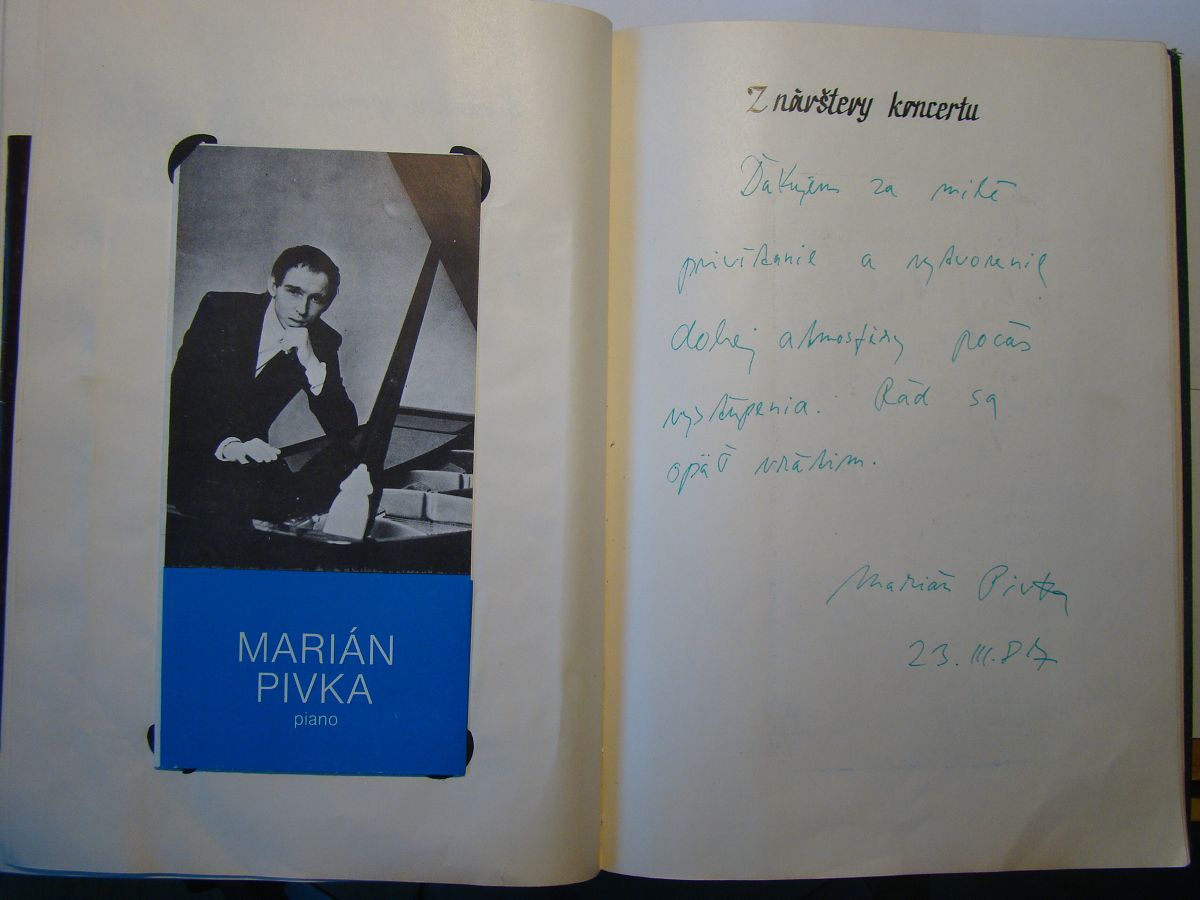 MARIÁN
PIVKA
piano
Z návštevy koncertu
Ďakujem za milé
privítanie a vytvorenie
dobrej atmosféry počas
vystúpenia. Rád sa
opäť vrátim.
Marián Pivka
23.III.87